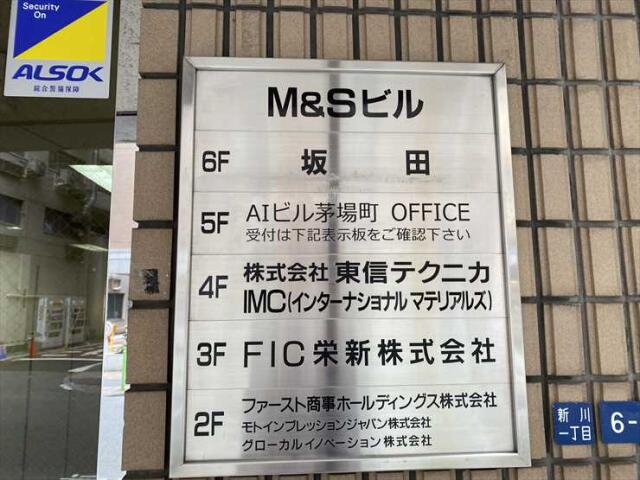 Security
On
ALSOK
綜合警備保障
M&Sビル
6F 坂田
5F AIビル茅場町 OFFICE
受付は下記表示板をご確認下さい
4F 株式会社 東信テクニカ
IMC(インターナショナル マテリアルズ)
3F FIC栄新株式会社
2F ファースト商事ホールディングス株式会社
モトインプレッションジャパン株式会社
グローカルイノベーション株式会社
新川
一丁目
6-